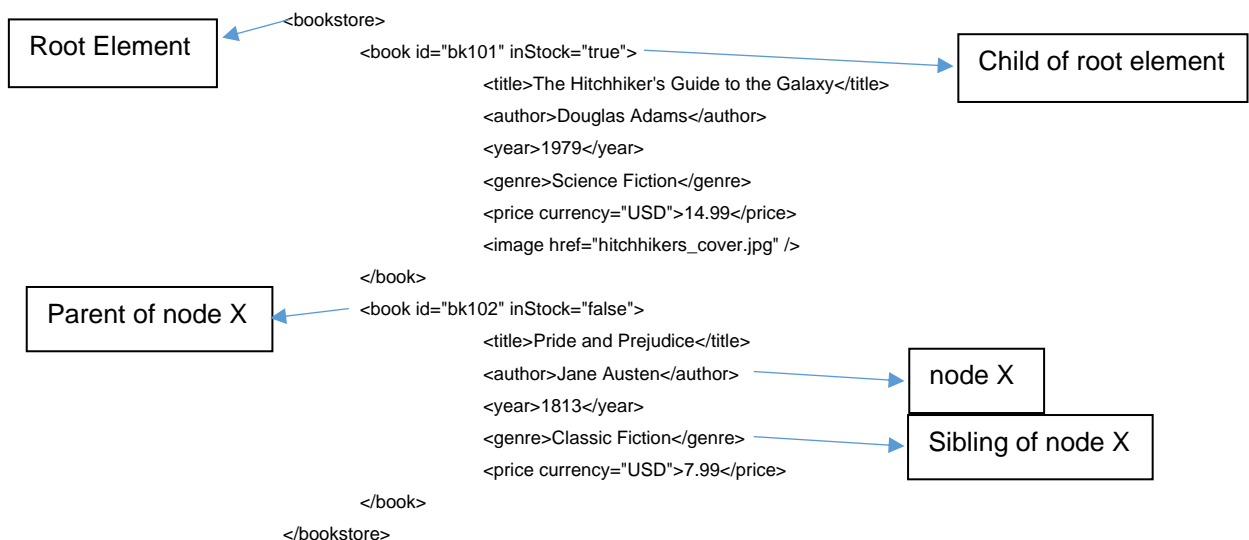 <bookstore>
Root Element
<book id="bk101" inStock="true">
Child of root element
<title>The Hitchhiker's Guide to the Galaxy</title>
<author>Douglas Adams</author>
<year>1979</year>
<genre>Science Fiction</genre>
<price currency="USD">14.99</price>
<image href="hitchhikers_cover.jpg" />
</book>
Parent of node X
<book id="bk102" inStock="false">
<title>Pride and Prejudice</title>
<author>Jane Austen</author>
node X
<year>1813</year>
<genre>Classic Fiction</genre>
Sibling of node X
<price currency="USD">7.99</price>
</book>
</bookstore>